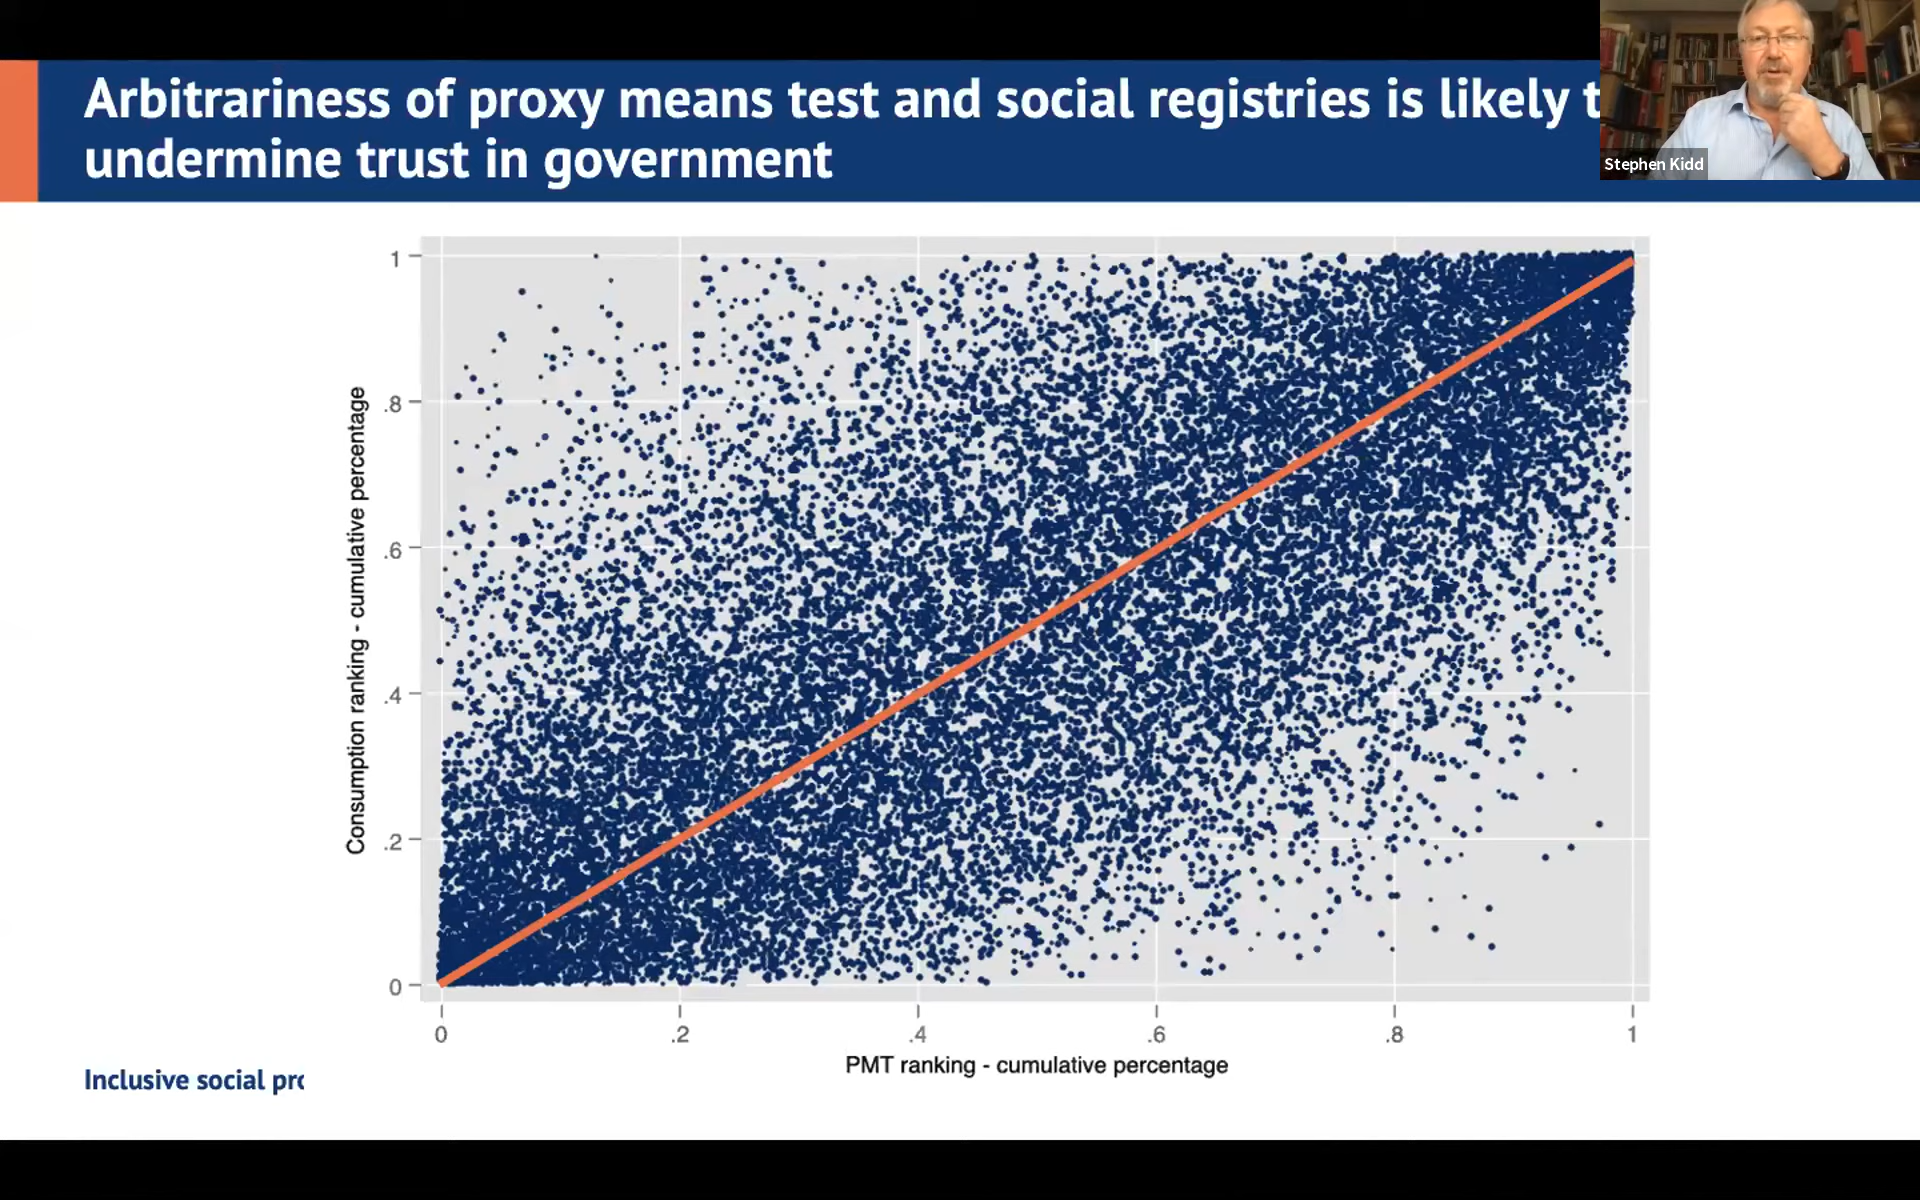 Arbitrariness of proxy means test and social registries is likely t
undermine trust in government
Stephen Kidd
1
.8
.6
.4
.2
0
Consumption ranking - cumulative percentage
0 .2 .4 .6 .8 1
PMT ranking - cumulative percentage
Inclusive social pro